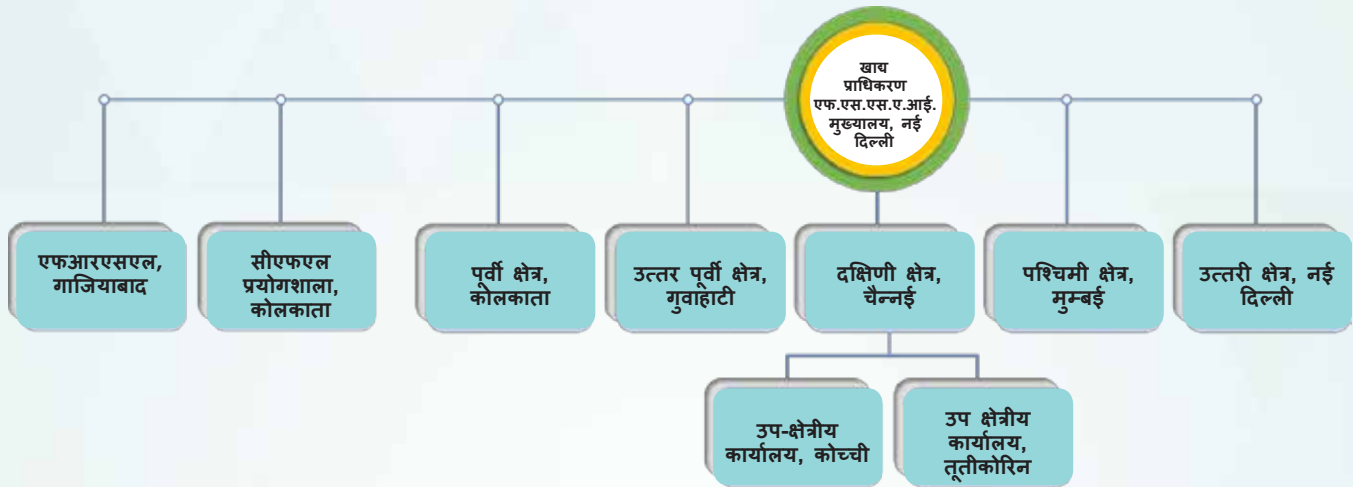 खाद्य
प्राधिकरण
एफ.एस.एस.ए.आई.
मुख्यालय, नई
दिल्ली
एफआरएसएल,
गाजियाबाद
सीएफएल
प्रयोगशाला,
कोलकाता
पूर्वी क्षेत्र,
कोलकाता
उत्तर पूर्वी क्षेत्र,
गुवाहाटी
दक्षिणी क्षेत्र,
चैन्नई
पश्चिमी क्षेत्र,
मुम्बई
उत्तरी क्षेत्र, नई
दिल्ली
उप-क्षेत्रीय
कार्यालय, कोच्ची
उप क्षेत्रीय
कार्यालय,
तूतीकोरिन